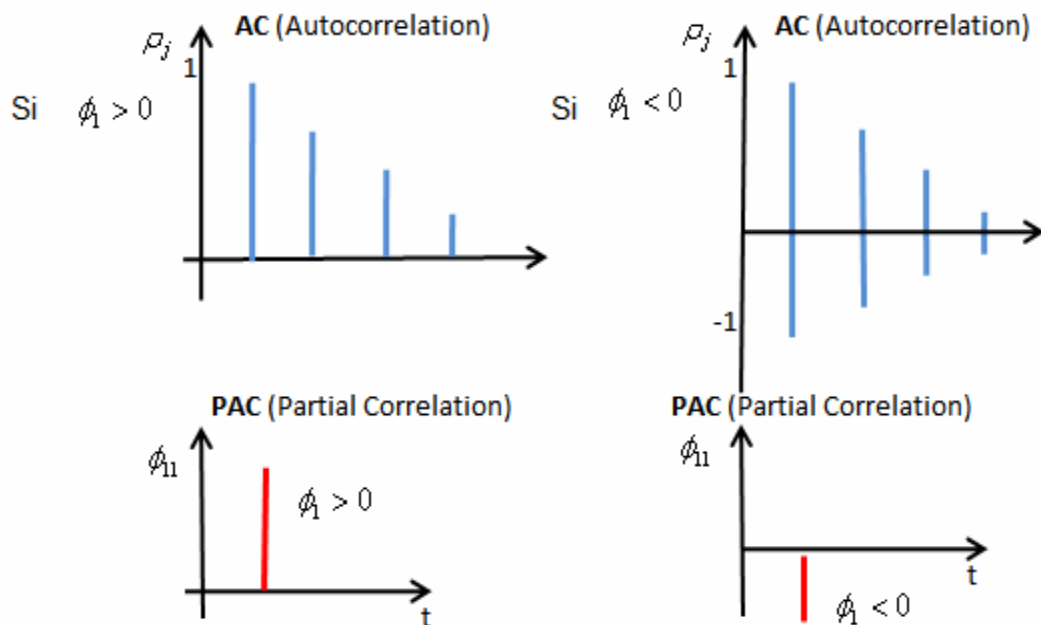 AC (Autocorrelation)
ρj
1
Si ϕ1 > 0
AC (Autocorrelation)
ρj
1
Si ϕ1 < 0
-1
PAC (Partial Correlation)
ϕ11
ϕ1 > 0
t
PAC (Partial Correlation)
ϕ11
t
ϕ1 < 0